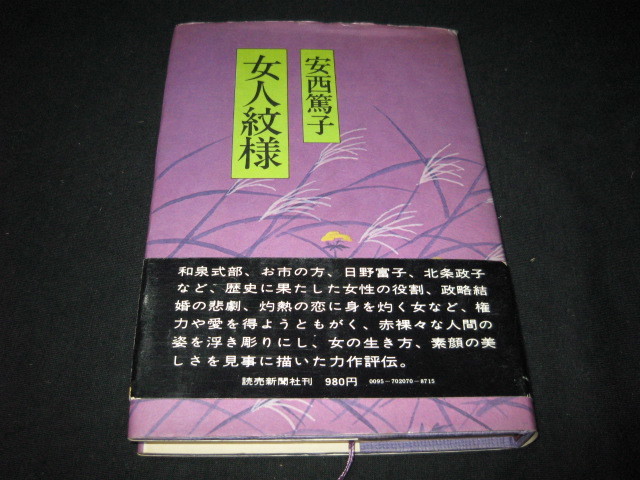 安西篤子
女人紋様
和泉式部、お市の方、日野富子、北条政子
など、歴史に果たした女性の役割、政略結
婚の悲劇、灼熱の恋に身を灼く女など、権
力や愛を得ようともがく、赤裸々な人間の
姿を浮き彫りにし、女の生き方、素顔の美
しさを見事に描いた力作評伝。
読売新聞社刊 980円 0095-702070-8715